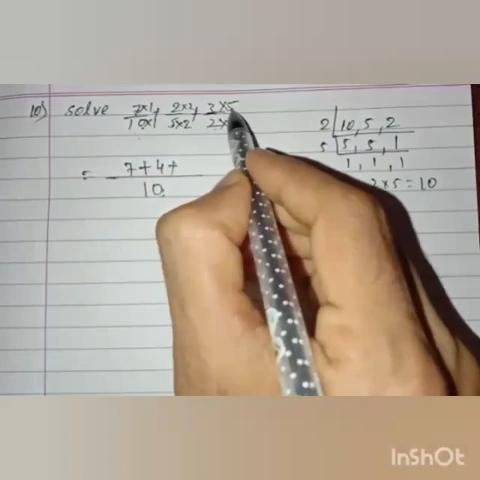 10) solve 7×1/10×1, 2×2/5×2, 3×5/2×
2 | 10, 5, 2
5 | 5, 5, 1
1, 1, 1
2×5=10
= 7+4+/10
InShOt